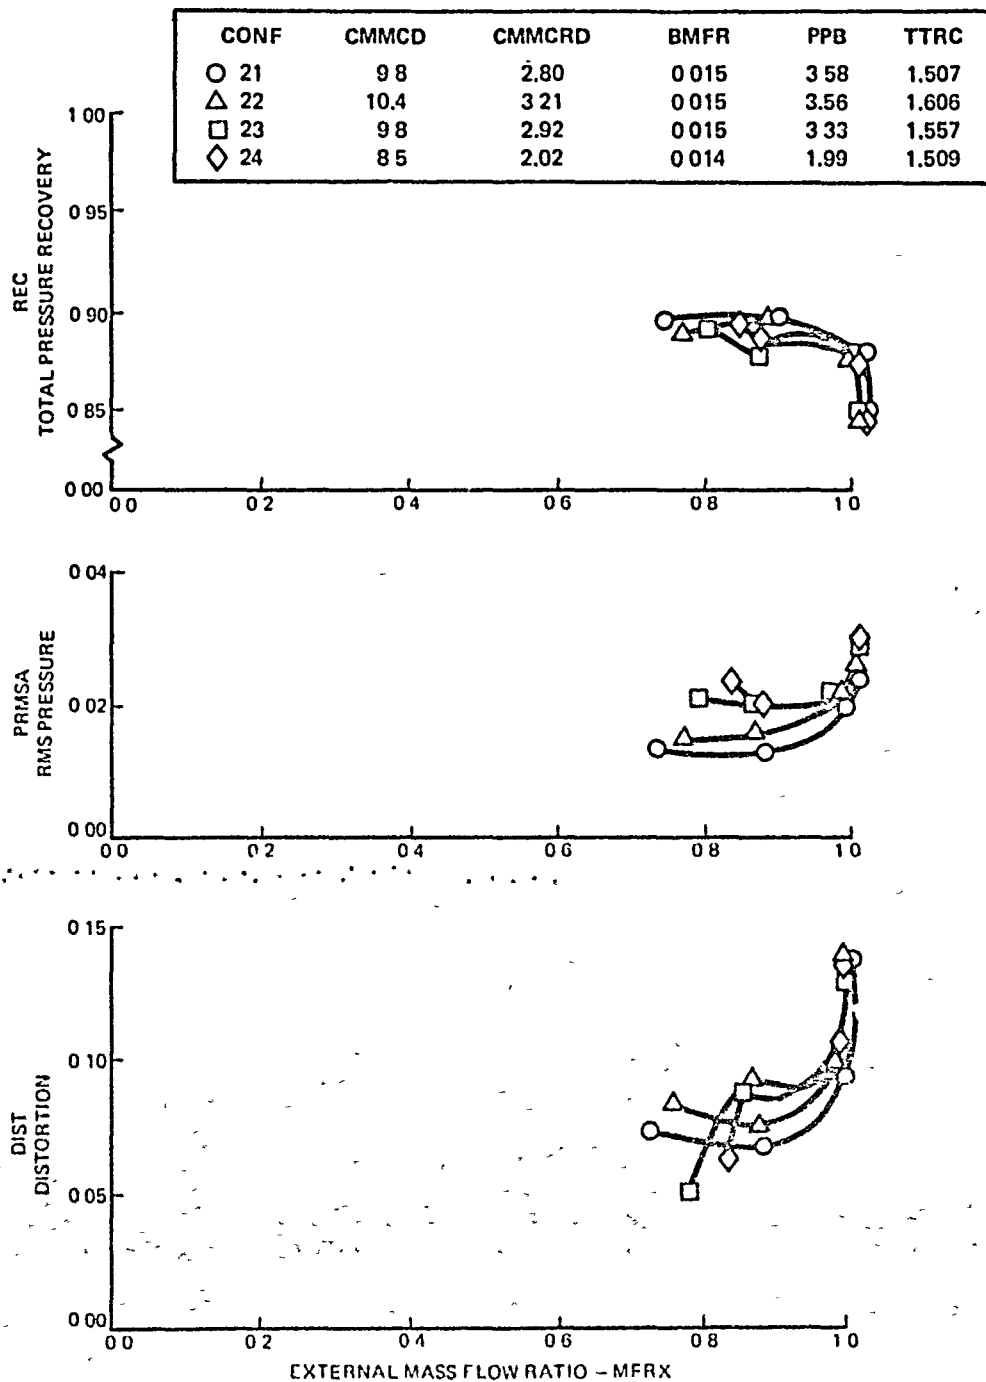 CONF CMMCD CMMCRD BMFR PPB TTRC
21 9 8 2.80 0 015 3 58 1.507
22 10.4 3 21 0 015 3.56 1.606
23 9 8 2.92 0 015 3 33 1.557
24 8 5 2.02 0 014 1.99 1.509
REC
TOTAL PRESSURE RECOVERY
1 00
0 95
0 90
0 85
0 00
0 0 0 2 0 4 0 6 0 8 1 0
PRMSA
RMS PRESSURE
0 04
0 02
0 00
0 0 0 2 0 4 0 6 0 8 1 0
DIST
DISTORTION
0 15
0 10
0 05
0 00
0 0 0 2 0 4 0 6 0 8 1 0
EXTERNAL MASS FLOW RATIO - MFRX